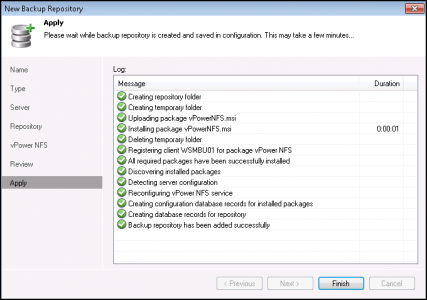 New Backup Repository
Apply
Please wait while backup repository is created and saved in configuration. This may take a few minutes...
Name
Type
Server
Repository
vPower NFS
Review
Apply
Log:
Message Duration
Creating repository folder
Creating temporary folder
Uploading package vPowerNFS.msi
Installing package vPowerNFS.msi 0:00:01
Deleting temporary folder
Registering client WSMBU01 for package vPower NFS
All required packages have been successfully installed
Discovering installed packages
Detecting server configuration
Reconfiguring vPower NFS service
Creating configuration database records for installed packages
Creating database records for repository
Backup repository has been added successfully
< Previous Next > Finish Cancel